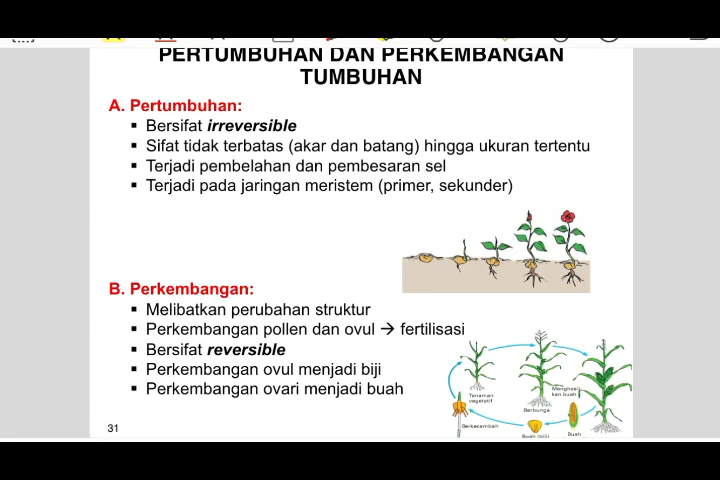 PERTUMBUHAN DAN PERKEMBANGAN
TUMBUHAN
A. Pertumbuhan:
▪ Bersifat irreversible
▪ Sifat tidak terbatas (akar dan batang) hingga ukuran tertentu
▪ Terjadi pembelahan dan pembesaran sel
▪ Terjadi pada jaringan meristem (primer, sekunder)
B. Perkembangan:
▪ Melibatkan perubahan struktur
▪ Perkembangan pollen dan ovul → fertilisasi
▪ Bersifat reversible
▪ Perkembangan ovul menjadi biji
▪ Perkembangan ovari menjadi buah
Tanaman
vegetatif
Berbunga
Menghasil
kan buah
Berkecambah
Buah (biji)
Buah
31